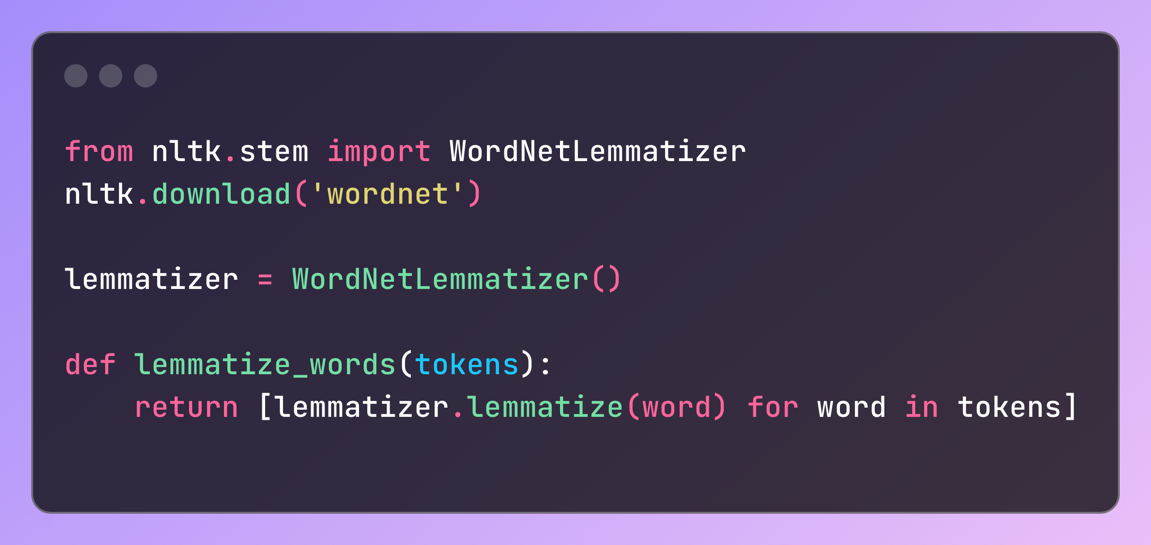 from nltk.stem import WordNetLemmatizer
nltk.download('wordnet')

lemmatizer = WordNetLemmatizer()

def lemmatize_words(tokens):
    return [lemmatizer.lemmatize(word) for word in tokens]